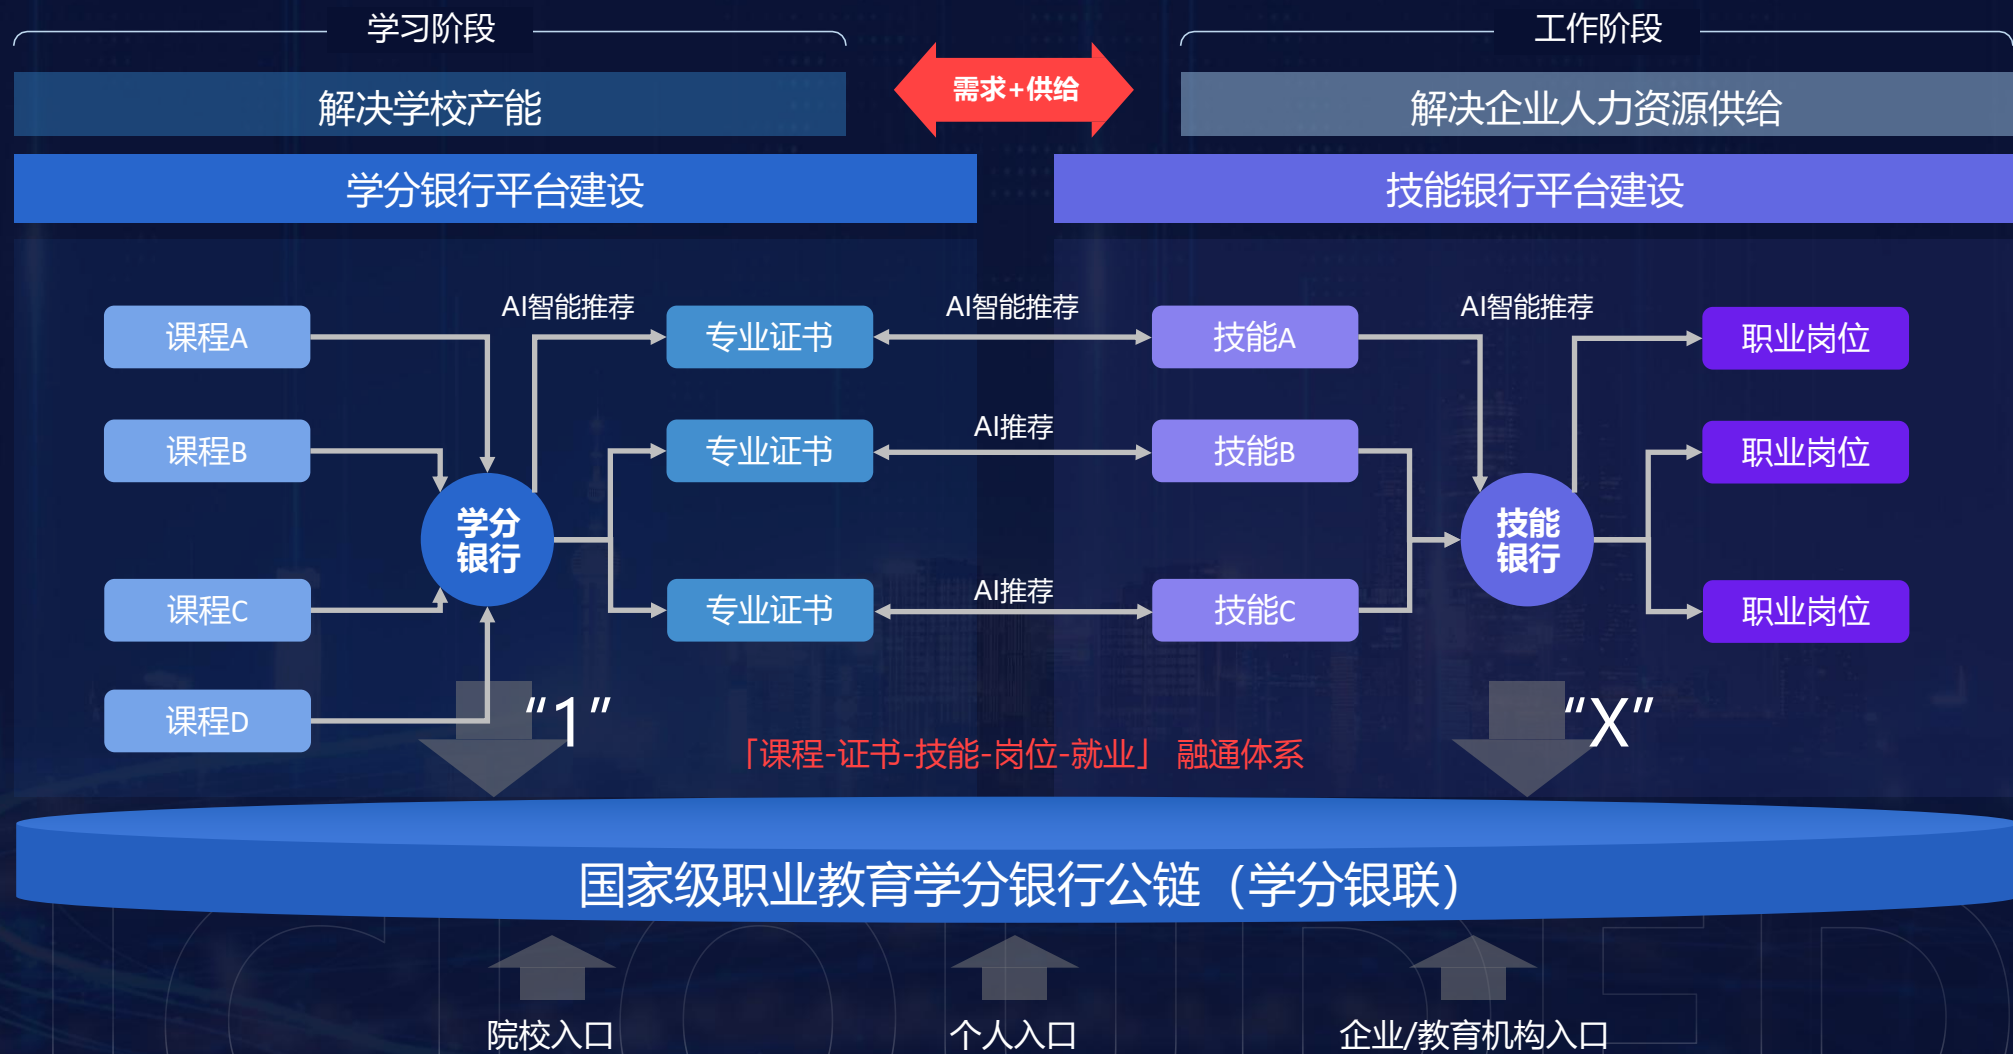 学习阶段
工作阶段
需求+供给
解决学校产能
解决企业人力资源供给
学分银行平台建设
技能银行平台建设
AI智能推荐
AI智能推荐
AI智能推荐
课程A
专业证书
技能A
职业岗位
AI推荐
课程B
专业证书
技能B
职业岗位
学分
银行
技能
银行
AI推荐
课程C
专业证书
技能C
职业岗位
课程D
“1”
“X”
「课程-证书-技能-岗位-就业」 融通体系
国家级职业教育学分银行公链（学分银联）
院校入口
个人入口
企业/教育机构入口